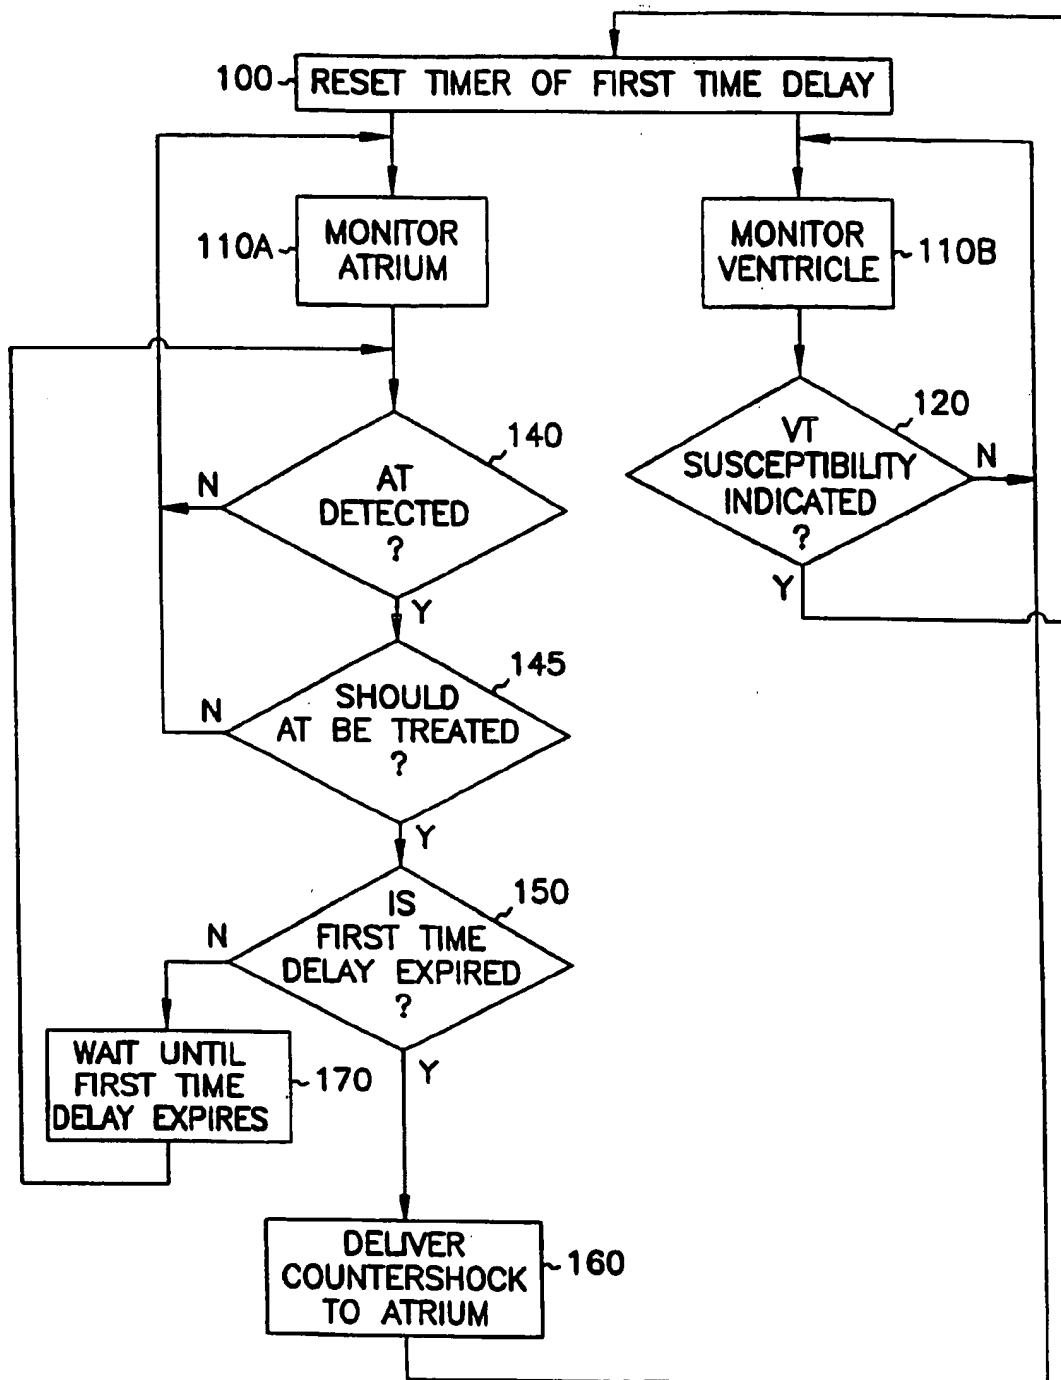 100
RESET TIMER OF FIRST TIME DELAY
110A
MONITOR
ATRIUM
MONITOR
VENTRICLE
110B
140
AT
DETECTED
?
N
Y
120
VT
SUSCEPTIBILITY
INDICATED
?
N
Y
145
SHOULD
AT BE TREATED
?
N
Y
150
IS
FIRST TIME
DELAY EXPIRED
?
N
Y
WAIT UNTIL
FIRST TIME
DELAY EXPIRES
170
DELIVER
COUNTERSHOCK
TO ATRIUM
160